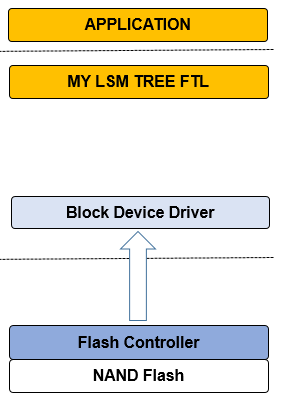 APPLICATION
MY LSM TREE FTL
Block Device Driver
Flash Controller
NAND Flash